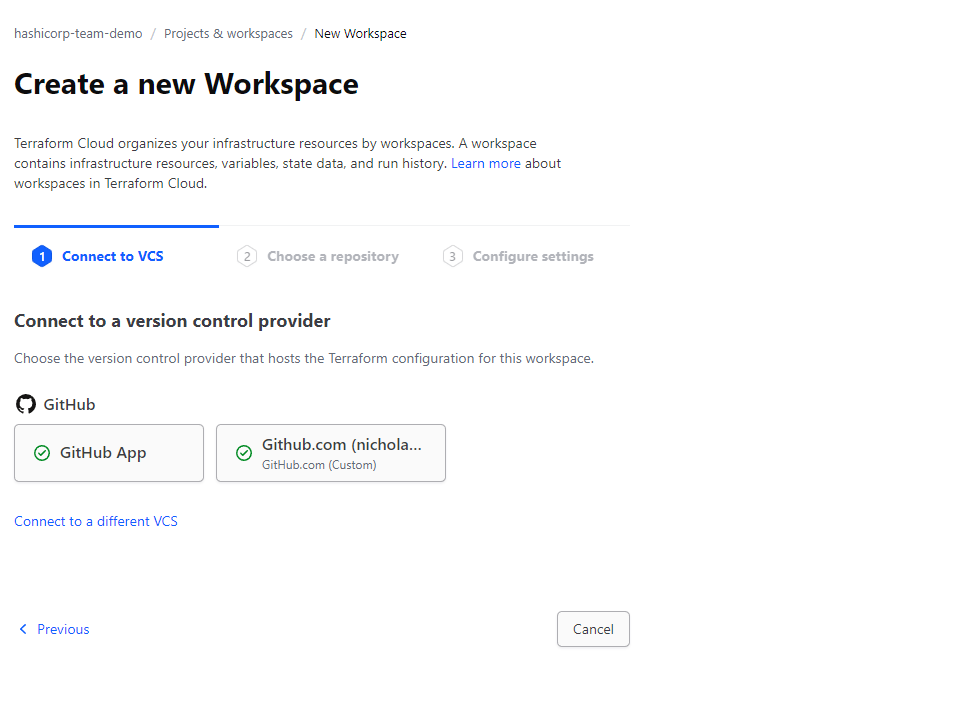 hashicorp-team-demo / Projects & workspaces / New Workspace
Create a new Workspace
Terraform Cloud organizes your infrastructure resources by workspaces. A workspace
contains infrastructure resources, variables, state data, and run history. Learn more about
workspaces in Terraform Cloud.
1 Connect to VCS 2 Choose a repository 3 Configure settings
Connect to a version control provider
Choose the version control provider that hosts the Terraform configuration for this workspace.
GitHub
GitHub App
Github.com (nichola...
GitHub.com (Custom)
Connect to a different VCS
Previous
Cancel